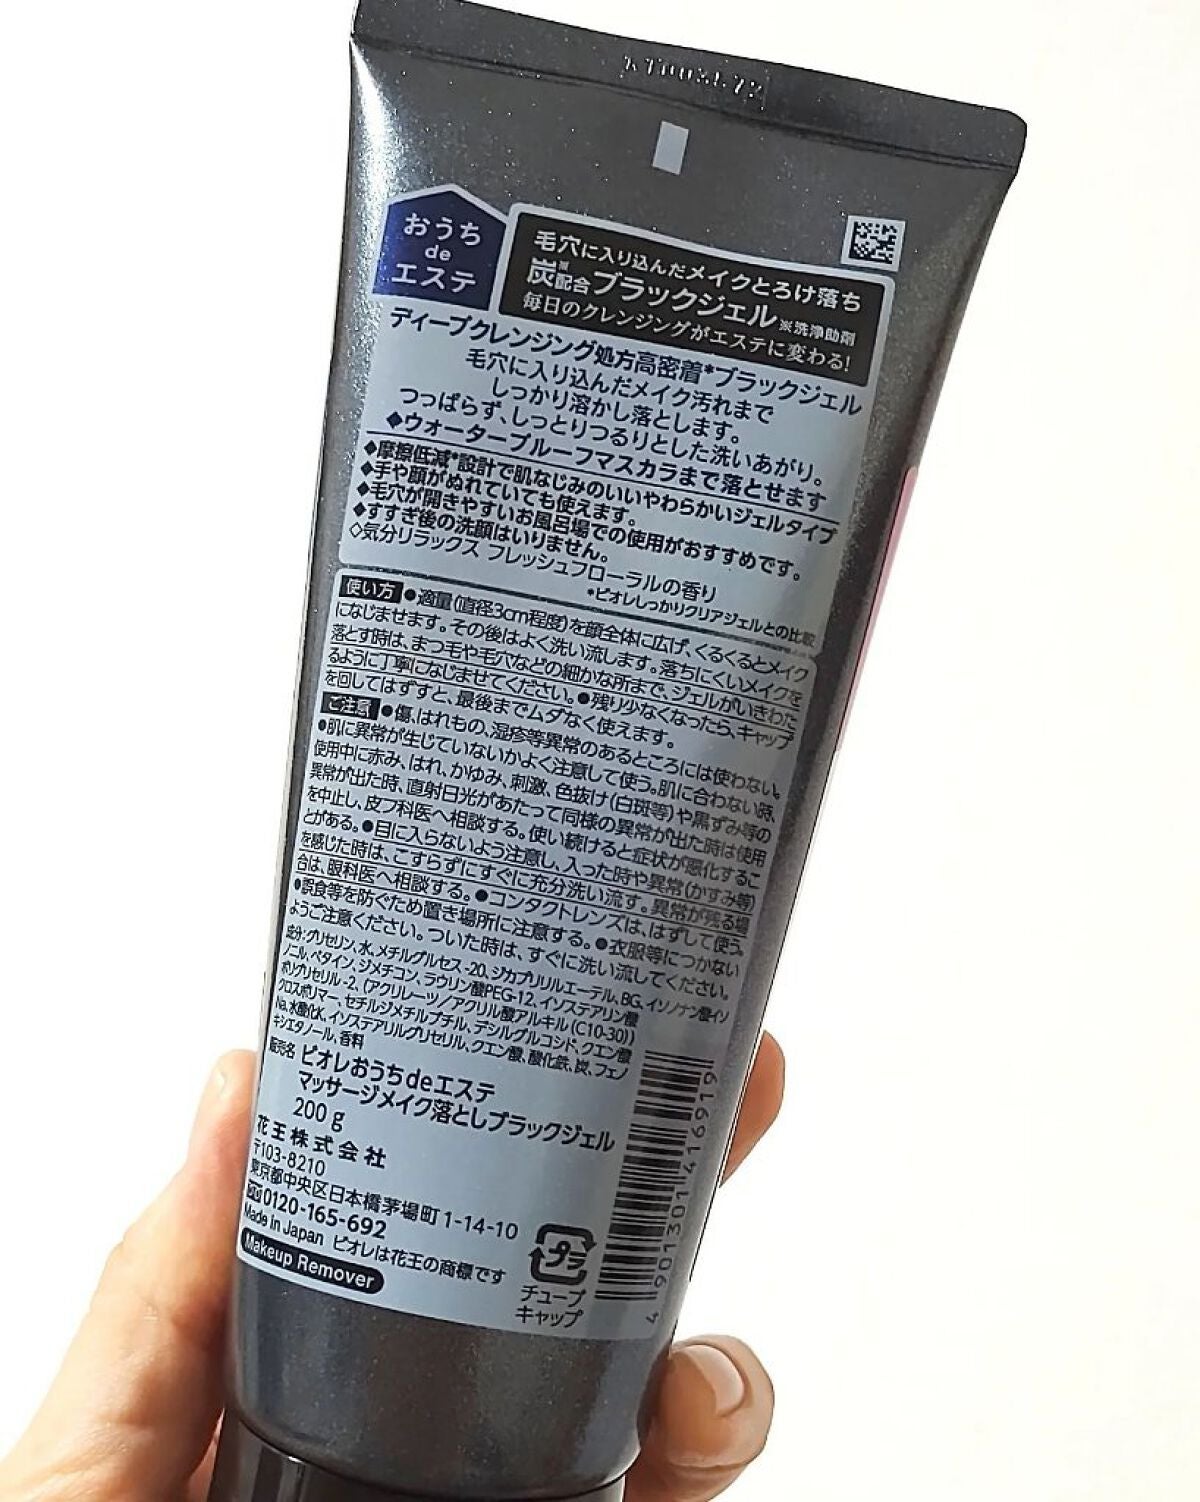 おうち
de
エステ
毛穴に入り込んだメイクとろけ落ち
炭※配合ブラックジェル ※洗浄助剤
毎日のクレンジングがエステに変わる!
ディープクレンジング処方高密着*ブラックジェル
毛穴に入り込んだメイク汚れまで
しっかり溶かし落とします。
つっぱらず、しっとりつるりとした洗いあがり。
◆ウォータープルーフマスカラまで落とせます
◆摩擦低減*設計で肌なじみのいいやわらかいジェルタイプ
◆手や顔がぬれていても使えます。
◆毛穴が開きやすいお風呂場での使用がおすすめです。
◆すすぎ後の洗顔はいりません。
◇気分リラックス フレッシュフローラルの香り
*ビオレしっかりクリアジェルとの比較
使い方 ●適量(直径3cm程度)を顔全体に広げ、くるくるとメイク
になじませます。その後はよく洗い流します。落ちにくいメイクを
落とす時は、まつ毛や毛穴などの細かな所まで、ジェルがいきわた
るように丁寧になじませてください。●残り少なくなったら、キャップ
を回してはずすと、最後までムダなく使えます。
ご注意 ●傷、はれもの、湿疹等異常のあるところには使わない。
●肌に異常が生じていないかよく注意して使う。肌に合わない時、
使用中に赤み、はれ、かゆみ、刺激、色抜け(白斑等)や黒ずみ等の
異常が出た時、直射日光があたって同様の異常が出た時は使用
を中止し、皮フ科医へ相談する。使い続けると症状が悪化するこ
とがある。●目に入らないよう注意し、入った時や異常(かすみ等)
を感じた時は、こすらずにすぐに充分洗い流す。異常が残る場
合は、眼科医へ相談する。●コンタクトレンズは、はずして使う。
●誤食等を防ぐため置き場所に注意する。●衣服等につかない
ようご注意ください。ついた時は、すぐに洗い流してください。
成分:グリセリン、水、メチルグルセス-20、ジカプリリルエーテル、BG、イソノナン酸イソ
ノニル、ベタイン、ジメチコン、ラウリン酸PEG-12、イソステアリン酸
ポリグリセリル-2、(アクリレーツ/アクリル酸アルキル(C10-30))
クロスポリマー、セチルジメチルブチル、デシルグルコシド、クエン酸
Na、水酸化K、イソステアリルグリセリル、クエン酸、酸化鉄、炭、フェノ
キシエタノール、香料
販売名 ビオレおうちdeエステ
マッサージメイク落としブラックジェル
200g
花王株式会社
〒103-8210
東京都中央区日本橋茅場町1-14-10
0120-165-692
Made in Japan ビオレは花王の商標です
Makeup Remover
プラ
チューブ
キャップ
4 901301 416919